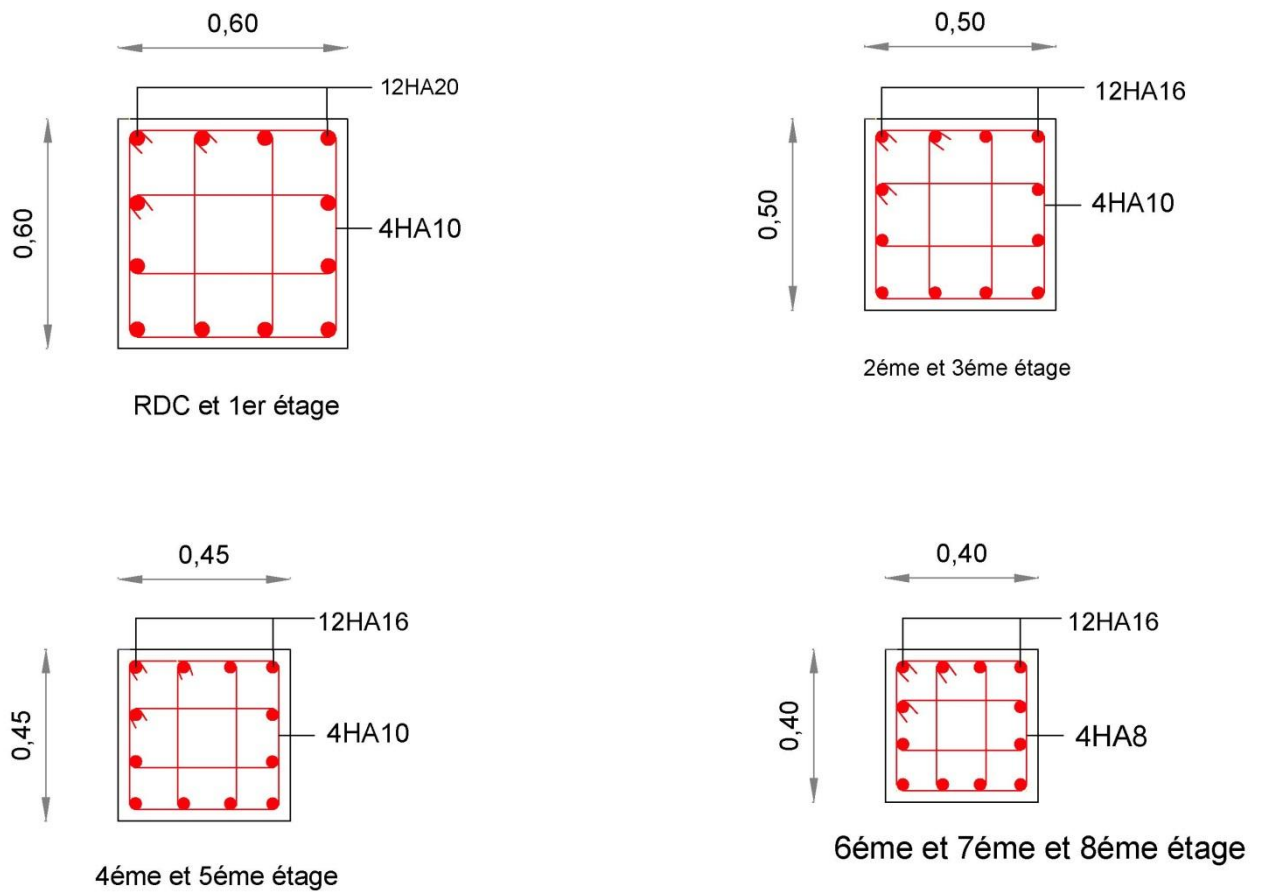 0,60
12HA20
0,60
4HA10
RDC et 1er étage
0,50
12HA16
0,50
4HA10
2éme et 3éme étage
0,45
12HA16
0,45
4HA10
4éme et 5éme étage
0,40
12HA16
0,40
4HA8
6éme et 7éme et 8éme étage